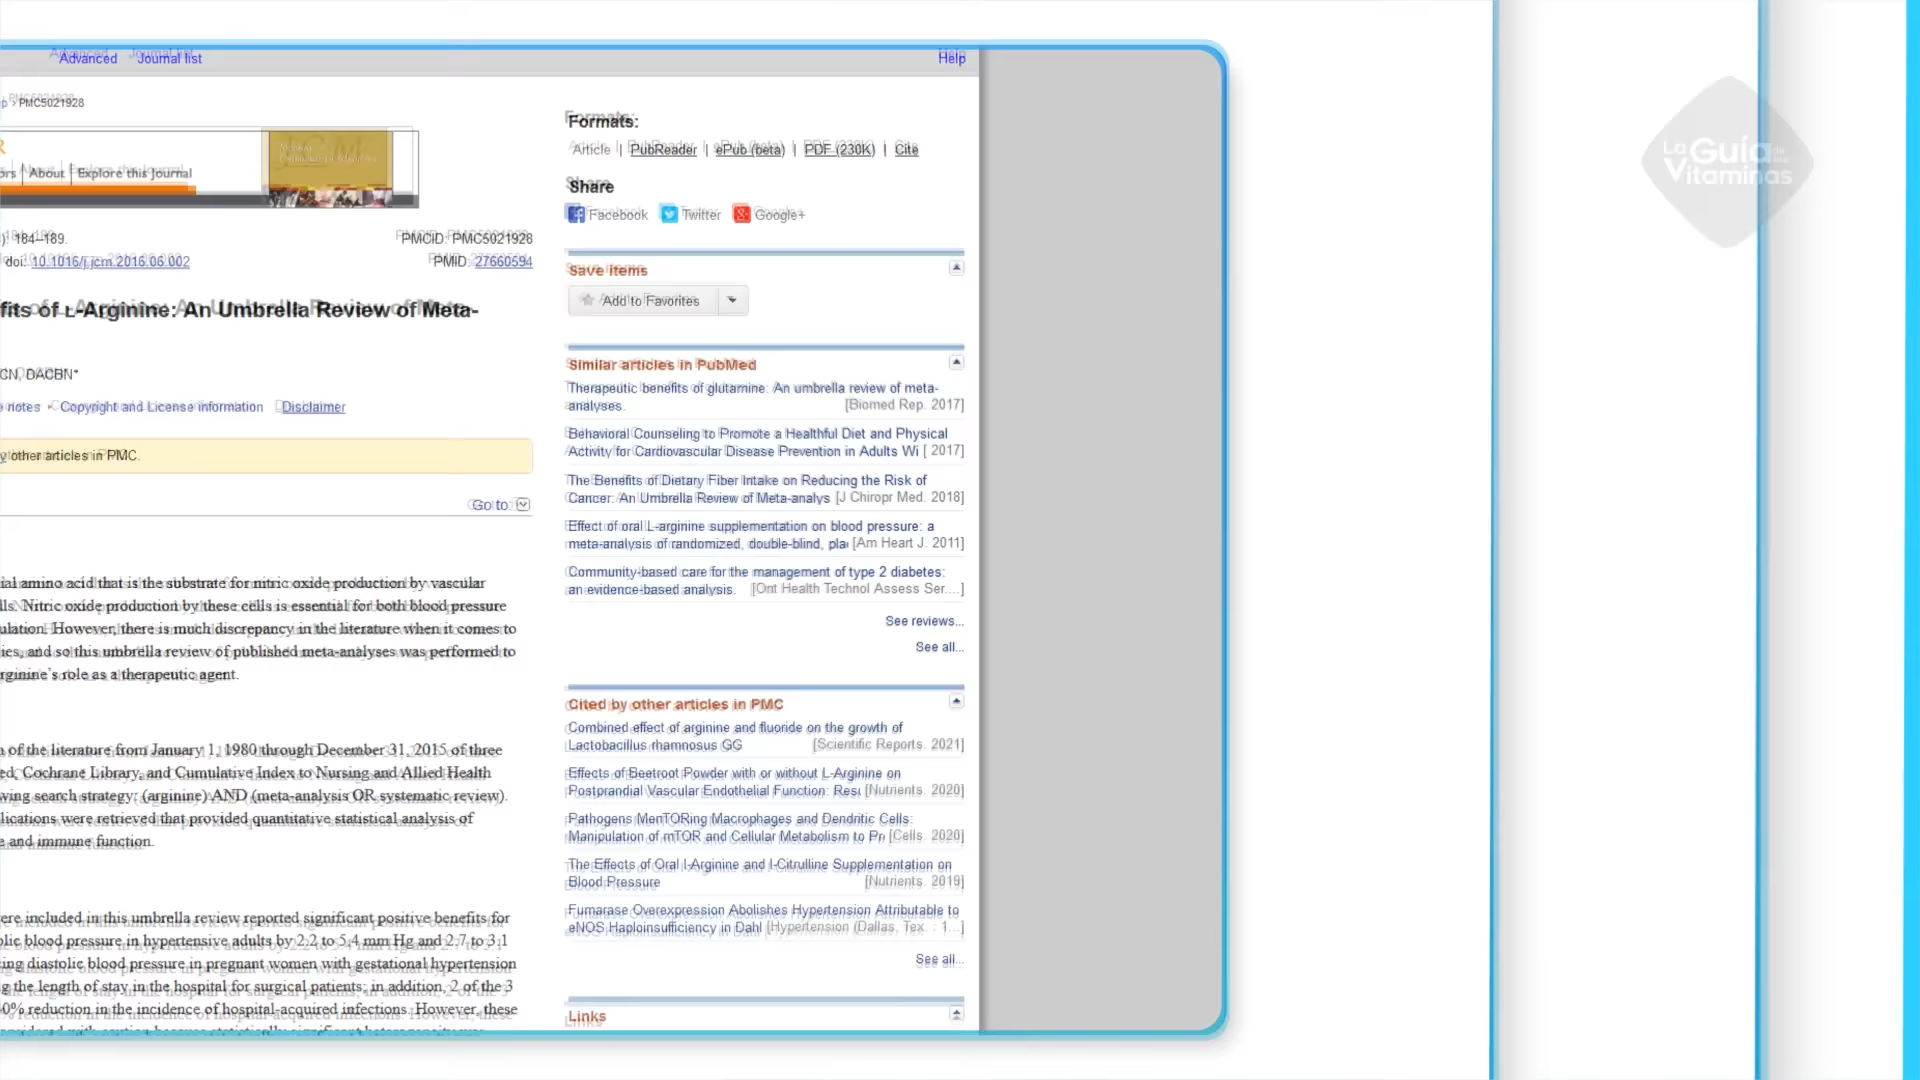 Advanced Journal list Help
› PMC5021928
About Explore this Journal
184–189.
PMCID: PMC5021928
doi: 10.1016/j.jcm.2016.06.002
PMID: 27660594
fits of L-Arginine: An Umbrella Review of Meta-
CN, DACBN*
notes Copyright and License information Disclaimer
other articles in PMC.
Go to:
ial amino acid that is the substrate for nitric oxide production by vascular
lls. Nitric oxide production by these cells is essential for both blood pressure
ulation. However, there is much discrepancy in the literature when it comes to
ies, and so this umbrella review of published meta-analyses was performed to
rginine's role as a therapeutic agent.
of the literature from January 1, 1980 through December 31, 2015 of three
ed, Cochrane Library, and Cumulative Index to Nursing and Allied Health
wing search strategy: (arginine) AND (meta-analysis OR systematic review).
lications were retrieved that provided quantitative statistical analysis of
and immune function.
ere included in this umbrella review reported significant positive benefits for
olic blood pressure in hypertensive adults by 2.2 to 5.4 mm Hg and 2.7 to 3.1
ing diastolic blood pressure in pregnant women with gestational hypertension
g the length of stay in the hospital for surgical patients; in addition, 2 of the 3
0% reduction in the incidence of hospital-acquired infections. However, these
Formats:
Article | PubReader | ePub (beta) | PDF (230K) | Cite
Share
Facebook Twitter Google+
Save items
Add to Favorites
Similar articles in PubMed
Therapeutic benefits of glutamine: An umbrella review of meta-
analyses. [Biomed Rep. 2017]
Behavioral Counseling to Promote a Healthful Diet and Physical
Activity for Cardiovascular Disease Prevention in Adults Wi [ 2017]
The Benefits of Dietary Fiber Intake on Reducing the Risk of
Cancer: An Umbrella Review of Meta-analys [J Chiropr Med. 2018]
Effect of oral L-arginine supplementation on blood pressure: a
meta-analysis of randomized, double-blind, pla [Am Heart J. 2011]
Community-based care for the management of type 2 diabetes:
an evidence-based analysis. [Ont Health Technol Assess Ser....]
See reviews...
See all...
Cited by other articles in PMC
Combined effect of arginine and fluoride on the growth of
Lactobacillus rhamnosus GG [Scientific Reports. 2021]
Effects of Beetroot Powder with or without L-Arginine on
Postprandial Vascular Endothelial Function: Resu [Nutrients. 2020]
Pathogens MenTORing Macrophages and Dendritic Cells:
Manipulation of mTOR and Cellular Metabolism to Pr [Cells. 2020]
The Effects of Oral l-Arginine and l-Citrulline Supplementation on
Blood Pressure [Nutrients. 2019]
Fumarase Overexpression Abolishes Hypertension Attributable to
eNOS Haploinsufficiency in Dahl [Hypertension (Dallas, Tex. : 1...]
See all...
Links
La Guía de las
Vitaminas